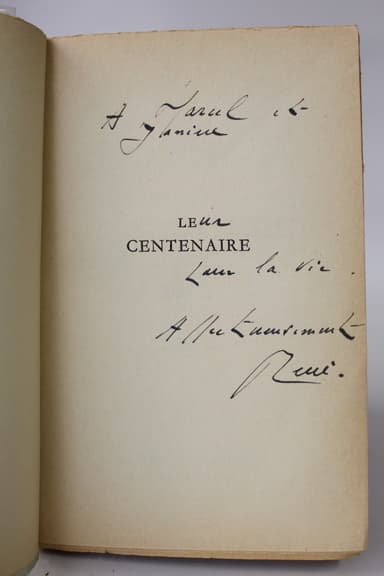 A Marcel et
Janine
LEur
CENTENAIRE
pour la vie.
Affectueusement
René.